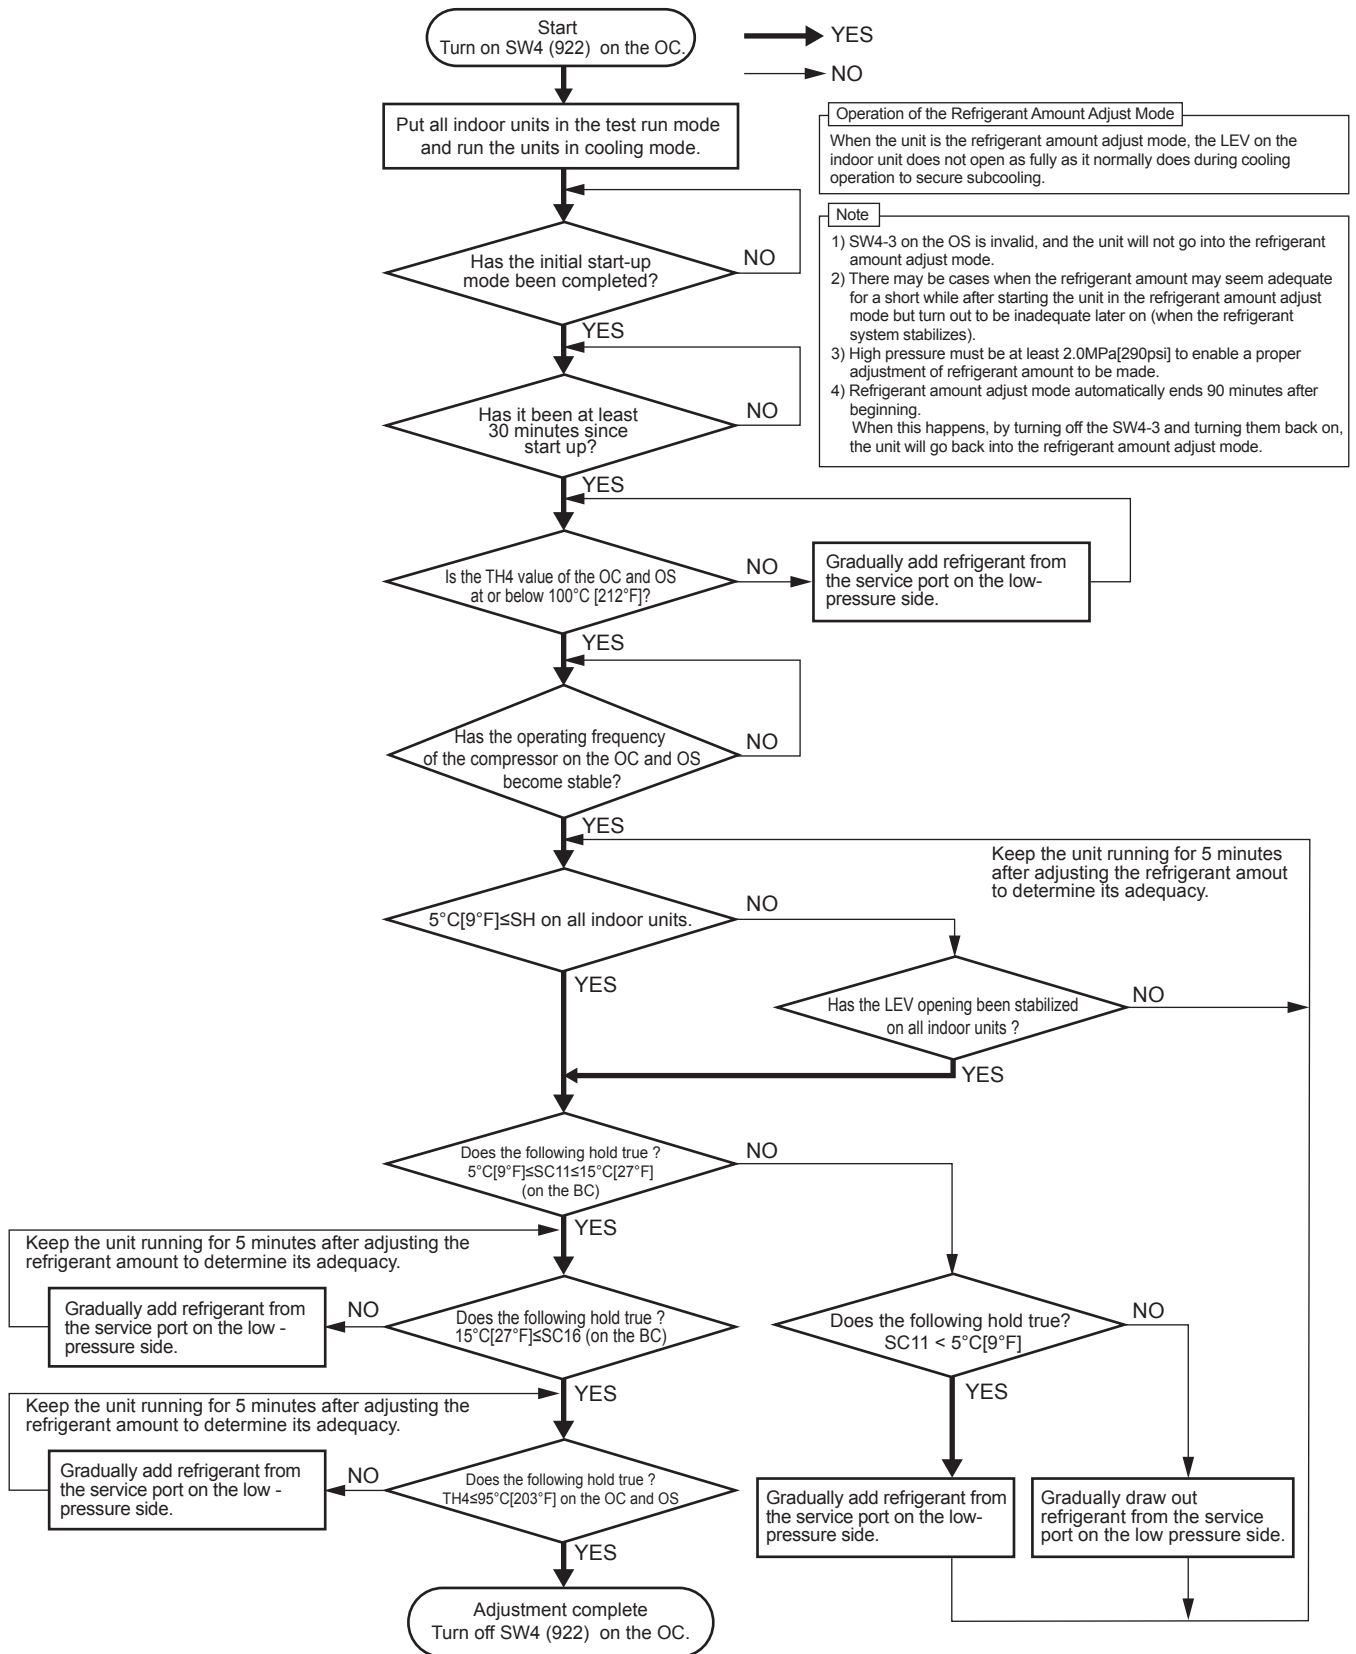 Start
Turn on SW4 (922)  on the OC.
YES
NO
Put all indoor units in the test run mode
and run the units in cooling mode.
Operation of the Refrigerant Amount Adjust Mode
When the unit is the refrigerant amount adjust mode, the LEV on the
indoor unit does not open as fully as it normally does during cooling
operation to secure subcooling.
Note
1) SW4-3 on the OS is invalid, and the unit will not go into the refrigerant
amount adjust mode.
2) There may be cases when the refrigerant amount may seem adequate
for a short while after starting the unit in the refrigerant amount adjust
mode but turn out to be inadequate later on (when the refrigerant
system stabilizes).
3) High pressure must be at least 2.0MPa[290psi] to enable a proper
adjustment of refrigerant amount to be made.
4) Refrigerant amount adjust mode automatically ends 90 minutes after
beginning.
When this happens, by turning off the SW4-3 and turning them back on,
the unit will go back into the refrigerant amount adjust mode.
Has the initial start-up
mode been completed?
NO
YES
Has it been at least
30 minutes since
start up?
NO
YES
Is the TH4 value of the OC and OS
at or below 100°C [212°F]?
NO
Gradually add refrigerant from
the service port on the low-
pressure side.
YES
Has the operating frequency
of the compressor on the OC and OS
become stable?
NO
YES
Keep the unit running for 5 minutes
after adjusting the refrigerant amout
to determine its adequacy.
5°C[9°F]≤SH on all indoor units.
NO
YES
Has the LEV opening been stabilized
on all indoor units ?
NO
YES
Does the following hold true ?
5°C[9°F]≤SC11≤15°C[27°F]
(on the BC)
NO
YES
Keep the unit running for 5 minutes after adjusting the
refrigerant amount to determine its adequacy.
Gradually add refrigerant from
the service port on the low -
pressure side.
NO
Does the following hold true ?
15°C[27°F]≤SC16 (on the BC)
Does the following hold true?
SC11 < 5°C[9°F]
NO
YES
YES
Keep the unit running for 5 minutes after adjusting the
refrigerant amount to determine its adequacy.
Gradually add refrigerant from
the service port on the low -
pressure side.
NO
Does the following hold true ?
TH4≤95°C[203°F] on the OC and OS
Gradually add refrigerant from
the service port on the low-
pressure side.
Gradually draw out
refrigerant from the service
port on the low pressure side.
YES
Adjustment complete
Turn off SW4 (922)  on the OC.